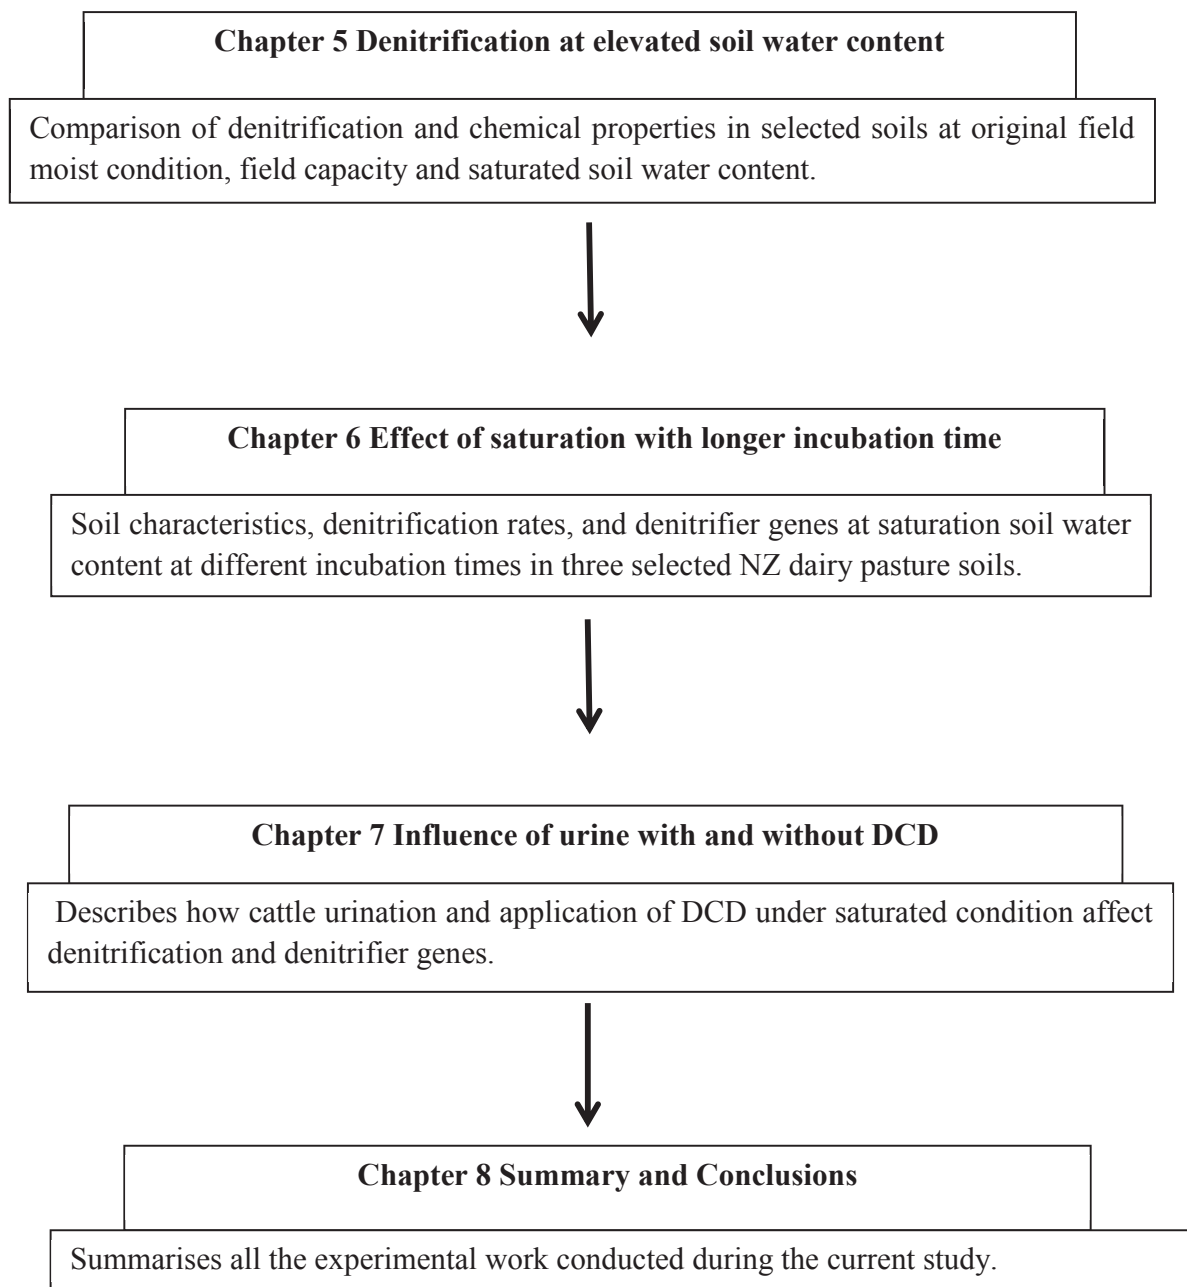 Chapter 5 Denitrification at elevated soil water content
Comparison of denitrification and chemical properties in selected soils at original field
moist condition, field capacity and saturated soil water content.
Chapter 6 Effect of saturation with longer incubation time
Soil characteristics, denitrification rates, and denitrifier genes at saturation soil water
content at different incubation times in three selected NZ dairy pasture soils.
Chapter 7 Influence of urine with and without DCD
Describes how cattle urination and application of DCD under saturated condition affect
denitrification and denitrifier genes.
Chapter 8 Summary and Conclusions
Summarises all the experimental work conducted during the current study.